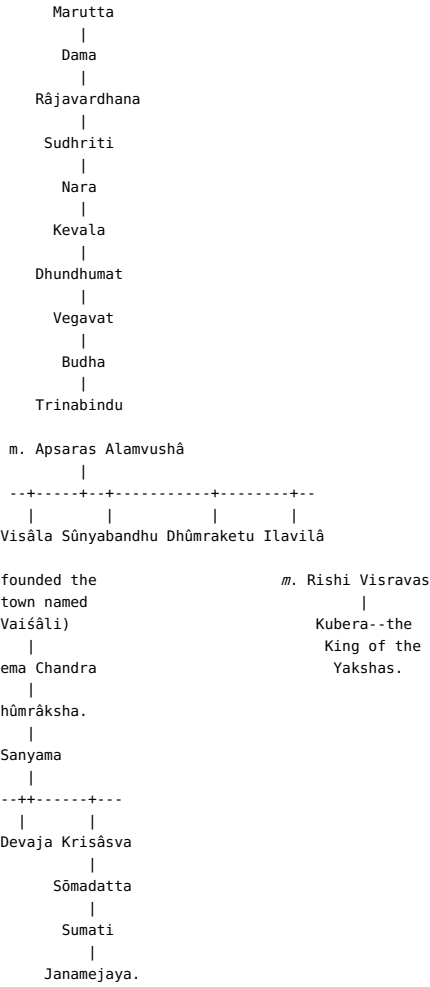 Marutta
|
Dama
|
Râjavardhana
|
Sudhriti
|
Nara
|
Kevala
|
Dhundhumat
|
Vegavat
|
Budha
|
Trinabindu
m. Apsaras Alamvushâ
|
--+-----+--+-----------+--------+--
| | | |
Visâla Sûnyabandhu Dhûmraketu Ilavilâ
founded the m. Rishi Visravas
town named |
Vaiśâli) Kubera--the
| King of the
ema Chandra Yakshas.
|
hûmrâksha.
|
Sanyama
|
--++------+---
| |
Devaja Krisâsva
|
Sōmadatta
|
Sumati
|
Janamejaya.